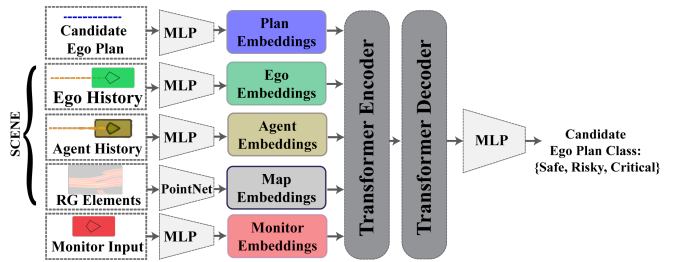 Candidate
Ego Plan
MLP
Plan
Embeddings
SCENE
Ego History
MLP
Ego
Embeddings
Agent History
MLP
Agent
Embeddings
RG Elements
PointNet
Map
Embeddings
Monitor Input
MLP
Monitor
Embeddings
Transformer Encoder
Transformer Decoder
MLP
Candidate
Ego Plan Class:
{Safe, Risky, Critical}